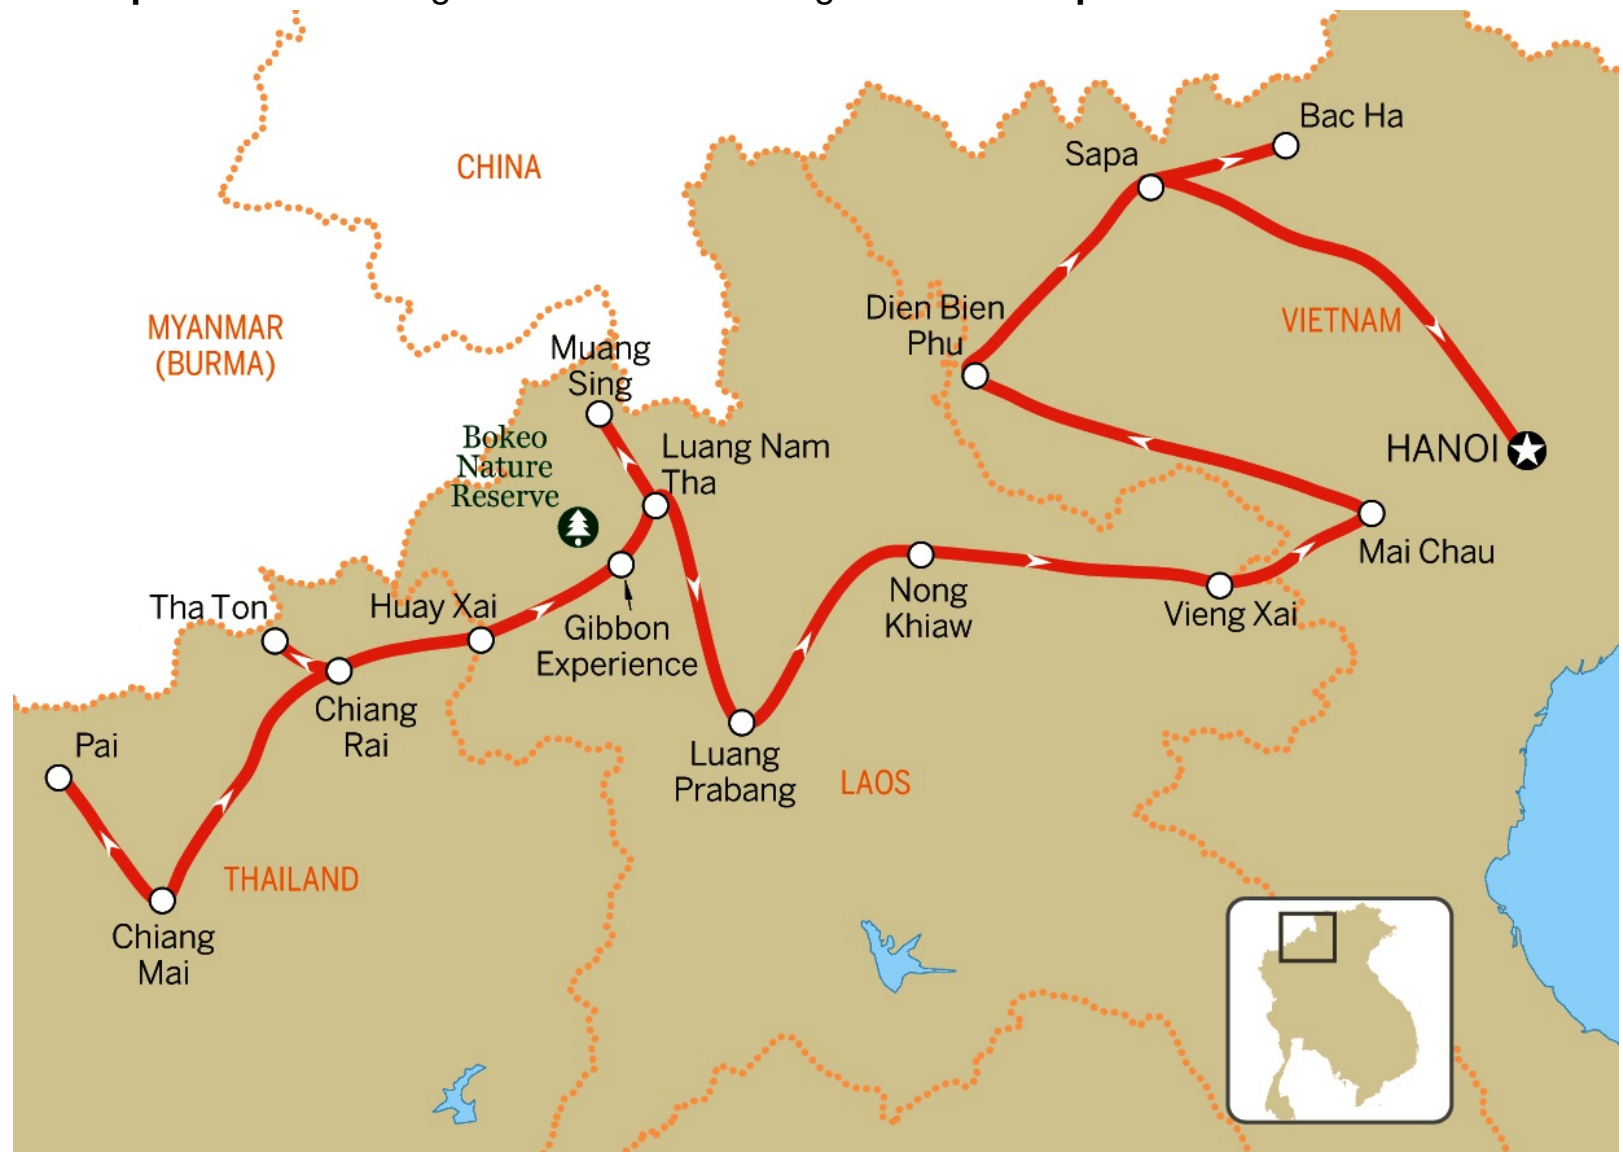 Bac Ha
Sapa
CHINA
Dien Bien
Phu
VIETNAM
MYANMAR
(BURMA)
Muang
Sing
Bokeo
Nature
Reserve
Luang Nam
Tha
HANOI
Mai Chau
Tha Ton
Huay Xai
Gibbon
Experience
Nong
Khiaw
Vieng Xai
Chiang
Rai
Pai
Luang
Prabang
LAOS
THAILAND
Chiang
Mai